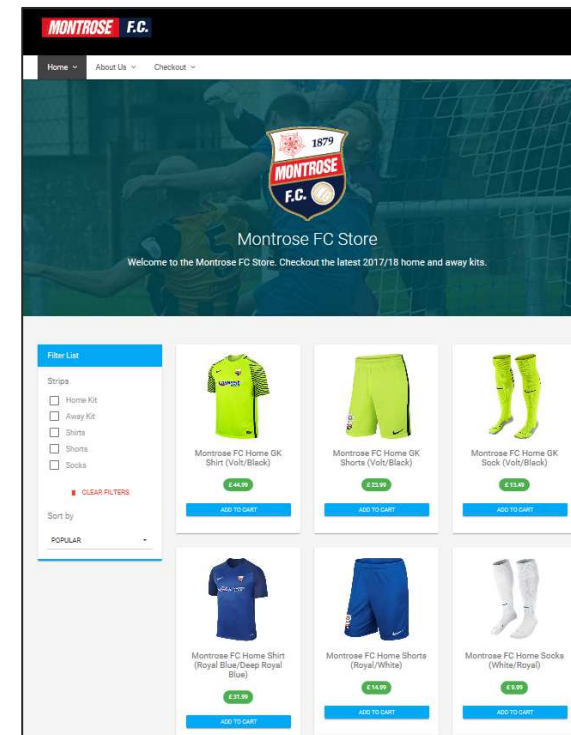 MONTROSE F.C.
Home About Us Checkout
1879
MONTROSE
F.C.
Montrose FC Store
Welcome to the Montrose FC Store. Checkout the latest 2017/18 home and away kits.
Filter List
Strips
Home Kit
Away Kit
Shirts
Shorts
Socks
CLEAR FILTERS
Sort by
POPULAR
Montrose FC Home GK
Shirt (Volt/Black)
£44.99
ADD TO CART
Montrose FC Home GK
Shorts (Volt/Black)
£23.99
ADD TO CART
Montrose FC Home GK
Sock (Volt/Black)
£13.49
ADD TO CART
Montrose FC Home Shirt
(Royal Blue/Deep Royal
Blue)
£31.99
ADD TO CART
Montrose FC Home Shorts
(Royal/White)
£14.99
ADD TO CART
Montrose FC Home Socks
(White/Royal)
£9.99
ADD TO CART